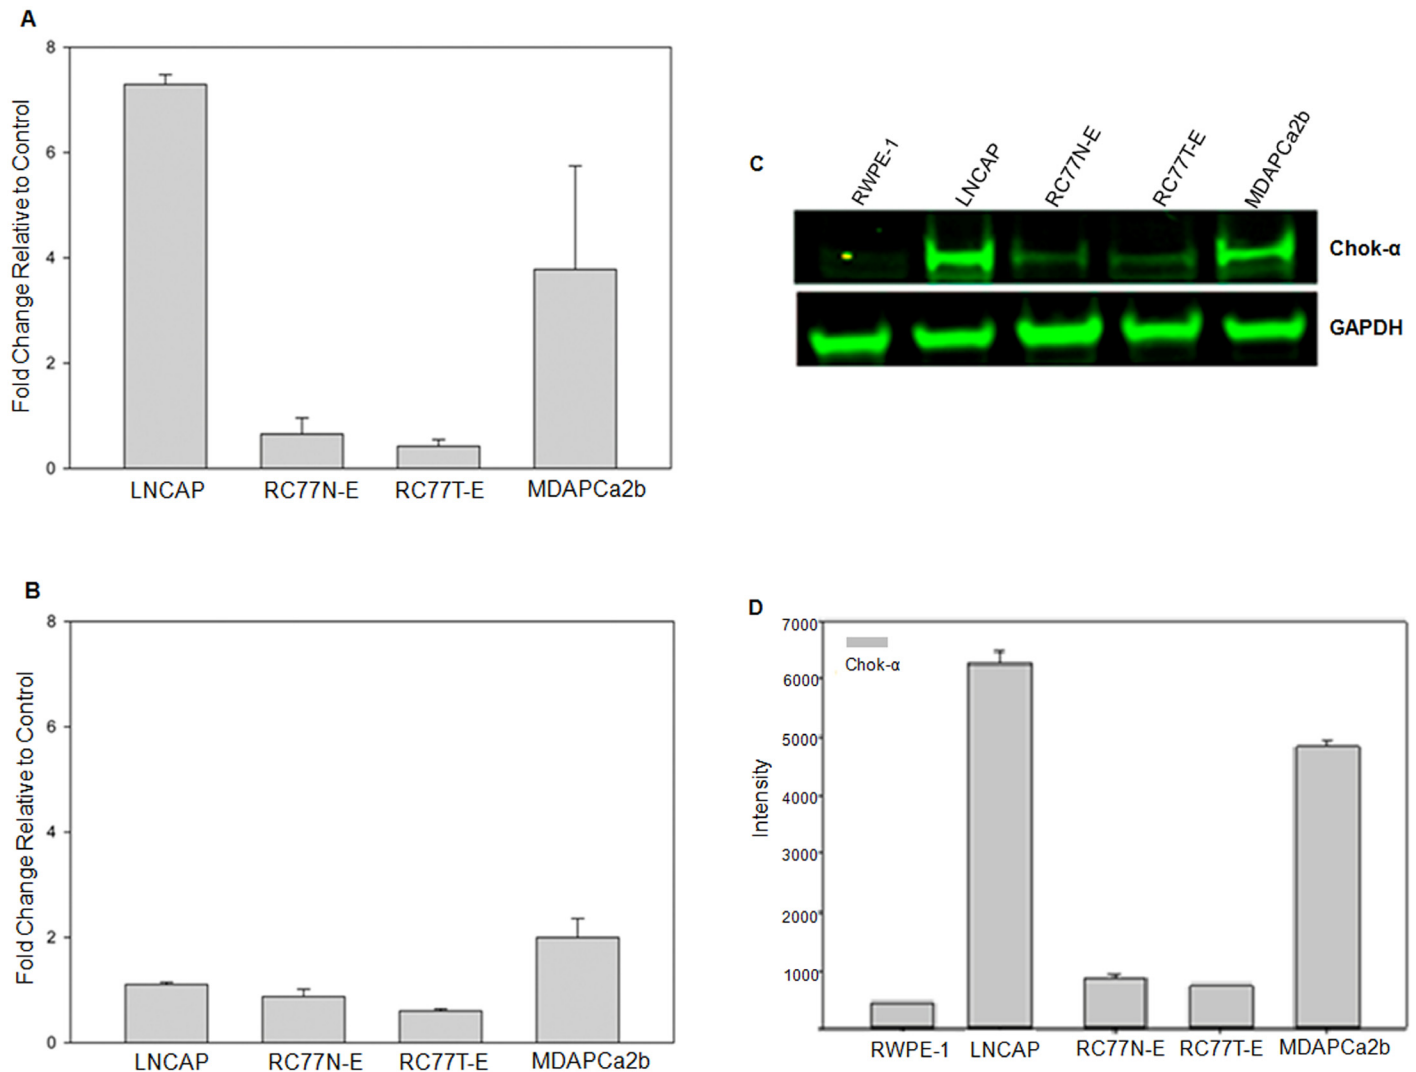 A
8
6
4
2
0
Fold Change Relative to Control
LNCAP RC77N-E RC77T-E MDAPCa2b
B
8
6
4
2
0
Fold Change Relative to Control
LNCAP RC77N-E RC77T-E MDAPCa2b
C
RWPE-1 LNCAP RC77N-E RC77T-E MDAPCa2b
Chok-α
GAPDH
D
7000
6000
5000
4000
3000
2000
1000
Intensity
Chok-α
RWPE-1 LNCAP RC77N-E RC77T-E MDAPCa2b